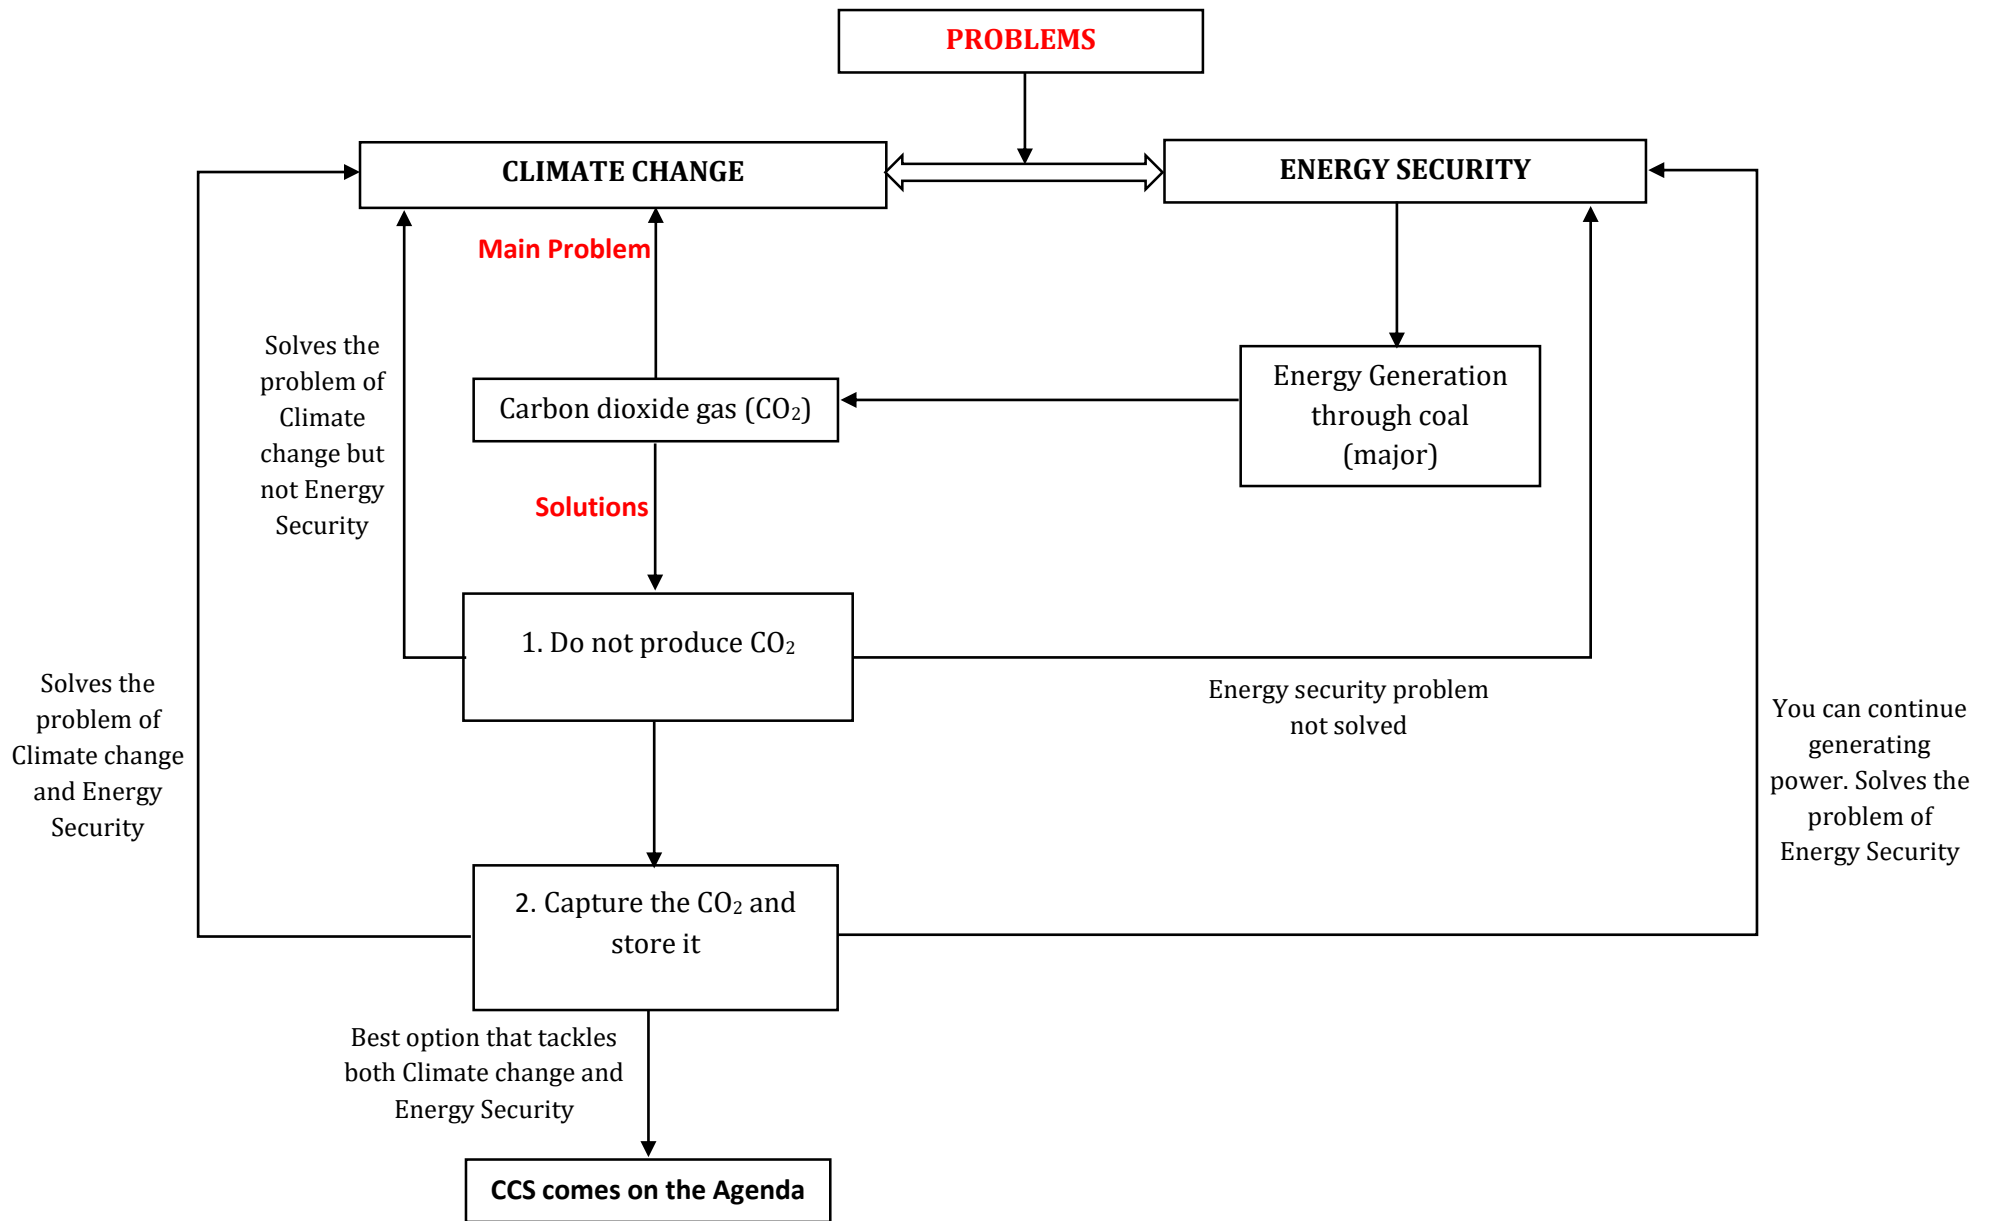 PROBLEMS
CLIMATE CHANGE
ENERGY SECURITY
Main Problem
Solves the
problem of
Climate
change but
not Energy
Security
Carbon dioxide gas (CO₂)
Energy Generation
through coal
(major)
Solutions
1. Do not produce CO₂
Energy security problem
not solved
Solves the
problem of
Climate change
and Energy
Security
You can continue
generating
power. Solves the
problem of
Energy Security
2. Capture the CO₂ and
store it
Best option that tackles
both Climate change and
Energy Security
CCS comes on the Agenda